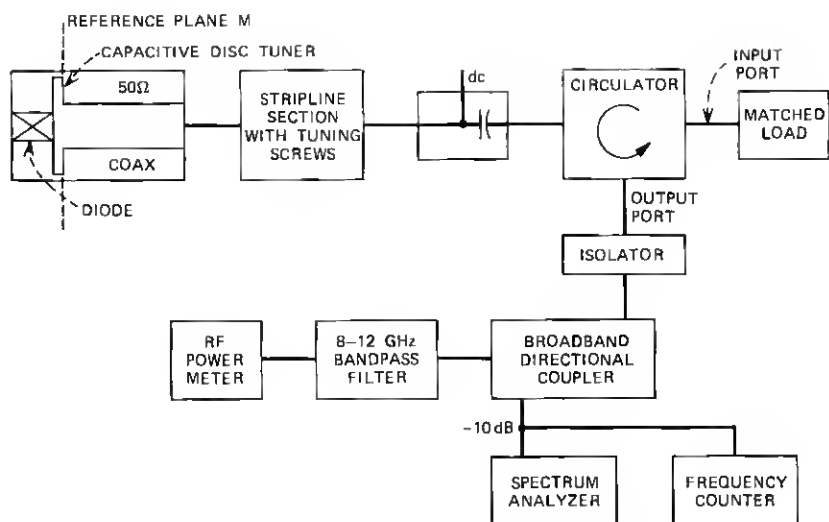 REFERENCE PLANE M
CAPACITIVE DISC TUNER
50Ω
COAX
DIODE
STRIPLINE
SECTION
WITH TUNING
SCREWS
dc
CIRCULATOR
INPUT
PORT
MATCHED
LOAD
OUTPUT
PORT
ISOLATOR
RF
POWER
METER
8–12 GHz
BANDPASS
FILTER
BROADBAND
DIRECTIONAL
COUPLER
-10 dB
SPECTRUM
ANALYZER
FREQUENCY
COUNTER